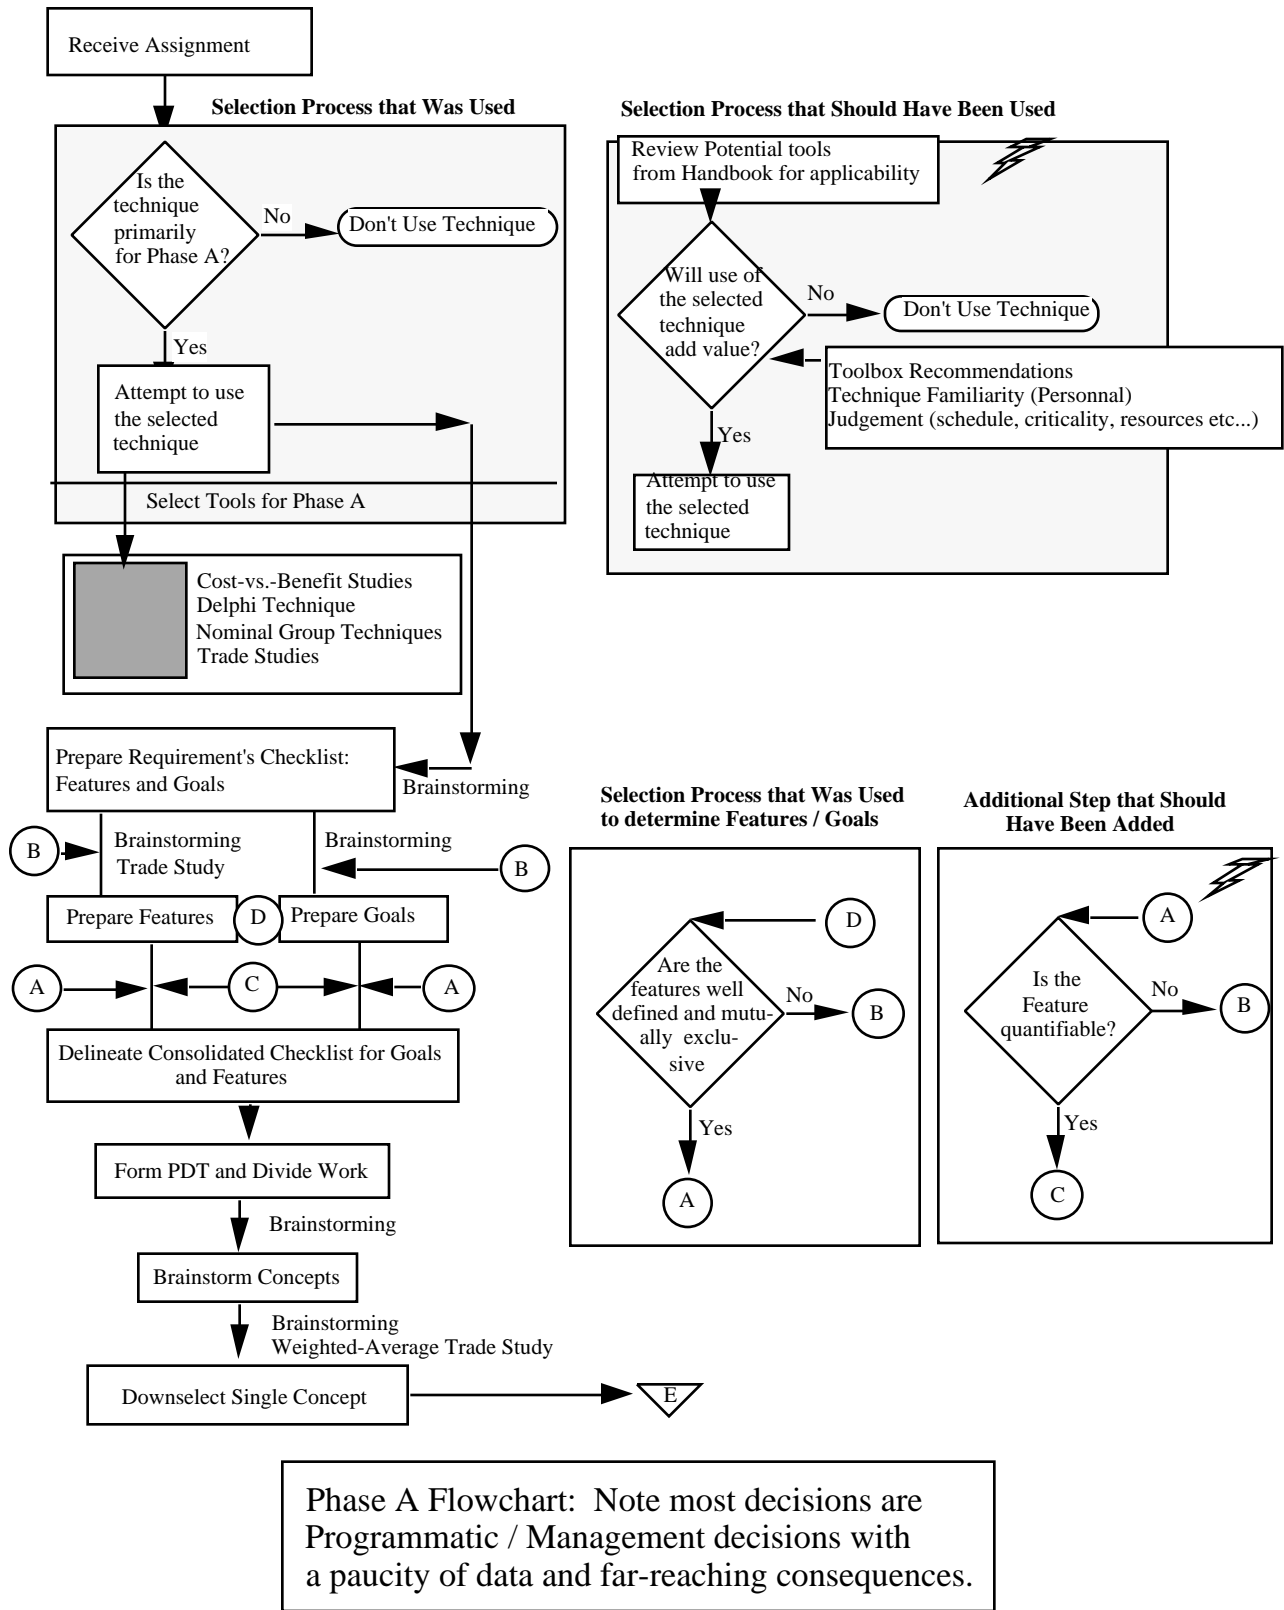 Receive Assignment
Selection Process that Was Used
Is the
technique
primarily
for Phase A?
No
Don't Use Technique
Yes
Attempt to use
the selected
technique
Select Tools for Phase A
Cost-vs.-Benefit Studies
Delphi Technique
Nominal Group Techniques
Trade Studies
Selection Process that Should Have Been Used
Review Potential tools
from Handbook for applicability
Will use of
the selected
technique
add value?
No
Don't Use Technique
Toolbox Recommendations
Technique Familiarity (Personnal)
Judgement (schedule, criticality, resources etc...)
Yes
Attempt to use
the selected
technique
Prepare Requirement's Checklist:
Features and Goals
Brainstorming
B
Brainstorming
Trade Study
Brainstorming
B
Prepare Features
D
Prepare Goals
A
C
A
Delineate Consolidated Checklist for Goals
and Features
Form PDT and Divide Work
Brainstorming
Brainstorm Concepts
Brainstorming
Weighted-Average Trade Study
Downselect Single Concept
E
Selection Process that Was Used
to determine Features / Goals
D
Are the
features well
defined and mutu-
ally exclu-
sive
No
B
Yes
A
Additional Step that Should
Have Been Added
A
Is the
Feature
quantifiable?
No
B
Yes
C
Phase A Flowchart: Note most decisions are
Programmatic / Management decisions with
a paucity of data and far-reaching consequences.